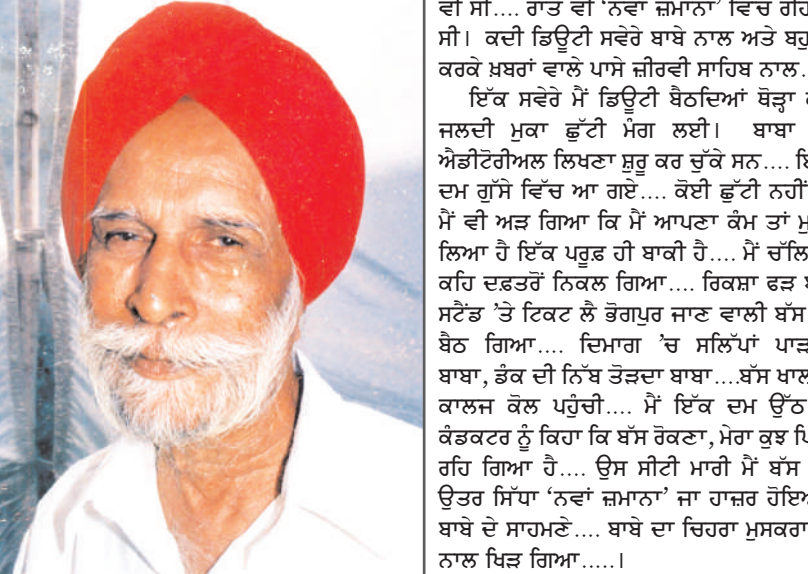 ਵੀ ਸੀ.... ਰਾਤ ਵੀ ‘ਨਵਾਂ ਜ਼ਮਾਨਾ’ ਵਿਚ ਰਹਿ
ਸੀ। ਕਦੀ ਡਿਊਟੀ ਸਵੇਰੇ ਬਾਬੇ ਨਾਲ ਅਤੇ ਬਹੁ
ਕਰਕੇ ਖ਼ਬਰਾਂ ਵਾਲੇ ਪਾਸੇ ਜ਼ੀਰਵੀ ਸਾਹਿਬ ਨਾਲ.
ਇੱਕ ਸਵੇਰੇ ਮੈਂ ਡਿਊਟੀ ਬੈਠਦਿਆਂ ਥੋੜ੍ਹਾ
ਜਲਦੀ ਮੁਕਾ ਛੁੱਟੀ ਮੰਗ ਲਈ। ਬਾਬਾ
ਐਡੀਟੋਰੀਅਲ ਲਿਖਣਾ ਸ਼ੁਰੂ ਕਰ ਚੁੱਕੇ ਸਨ....
ਦਮ ਗੁੱਸੇ ਵਿੱਚ ਆ ਗਏ.... ਕੋਈ ਛੁੱਟੀ ਨਹੀਂ
ਮੈਂ ਵੀ ਅੜ ਗਿਆ ਕਿ ਮੈਂ ਆਪਣਾ ਕੰਮ ਤਾਂ ਮੁ
ਲਿਆ ਹੈ ਇੱਕ ਪਰੂਫ਼ ਹੀ ਬਾਕੀ ਹੈ.... ਮੈਂ ਚੱਲਿ
ਕਹਿ ਦਫ਼ਤਰੋਂ ਨਿਕਲ ਗਿਆ.... ਰਿਕਸ਼ਾ ਫੜ
ਸਟੈਂਡ ’ਤੇ ਟਿਕਟ ਲੈ ਭੋਗਪੁਰ ਜਾਣ ਵਾਲੀ ਬੱਸ
ਬੈਠ ਗਿਆ.... ਦਿਮਾਗ ’ਚ ਸਲਿੱਪਾਂ ਪਾੜ
ਬਾਬਾ, ਡੰਕ ਦੀ ਨਿੱਬ ਤੋੜਦਾ ਬਾਬਾ....ਬੱਸ ਖਾਲ
ਕਾਲਜ ਕੋਲ ਪਹੁੰਚੀ.... ਮੈਂ ਇੱਕ ਦਮ ਉੱਠ
ਕੰਡਕਟਰ ਨੂੰ ਕਿਹਾ ਕਿ ਬੱਸ ਰੋਕਣਾ, ਮੇਰਾ ਕੁਝ ਪਿ
ਰਹਿ ਗਿਆ ਹੈ.... ਉਸ ਸੀਟੀ ਮਾਰੀ ਮੈਂ ਬੱਸ
ਉਤਰ ਸਿੱਧਾ ‘ਨਵਾਂ ਜ਼ਮਾਨਾ’ ਜਾ ਹਾਜ਼ਰ ਹੋਇਆ
ਬਾਬੇ ਦੇ ਸਾਹਮਣੇ.... ਬਾਬੇ ਦਾ ਚਿਹਰਾ ਮੁਸਕਰਾ
ਨਾਲ ਖਿੜ ਗਿਆ.....।